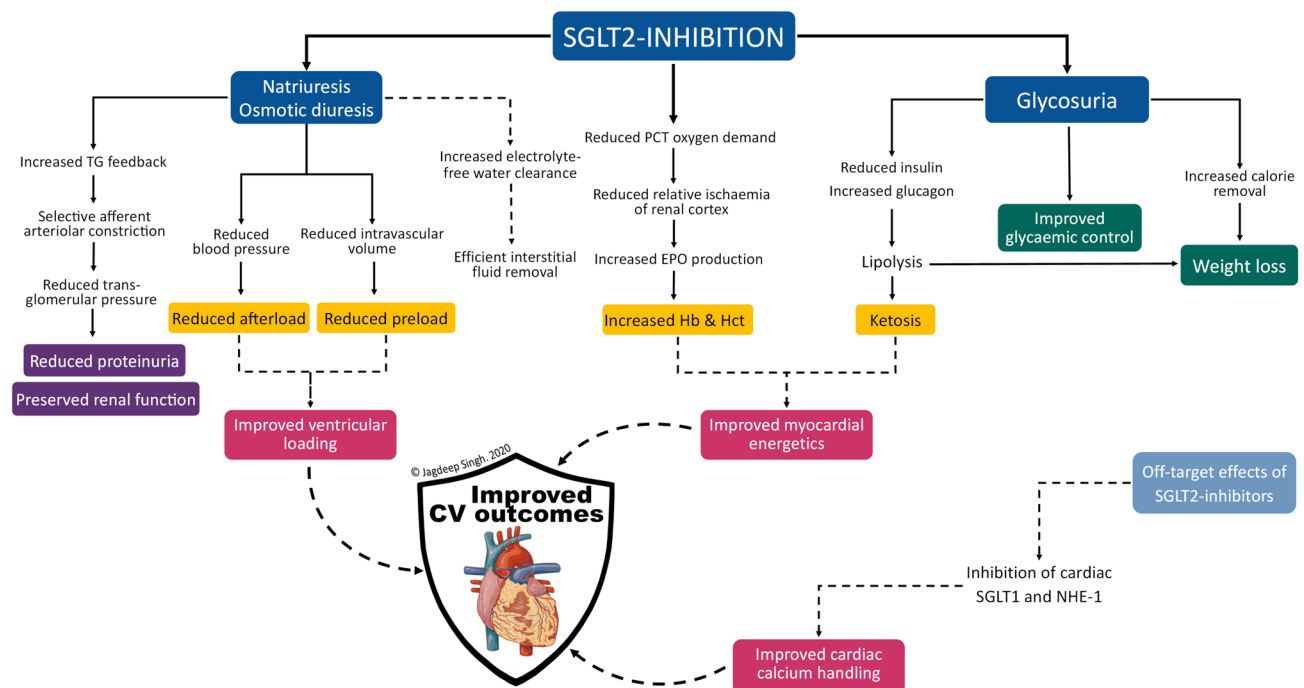 SGLT2-INHIBITION
Natriuresis
Osmotic diuresis
Glycosuria
Increased TG feedback
Selective afferent
arteriolar constriction
Reduced trans-
glomerular pressure
Reduced proteinuria
Preserved renal function
Reduced
blood pressure
Reduced afterload
Reduced intravascular
volume
Reduced preload
Improved ventricular
loading
Increased electrolyte-
free water clearance
Efficient interstitial
fluid removal
Reduced PCT oxygen demand
Reduced relative ischaemia
of renal cortex
Increased EPO production
Increased Hb & Hct
Reduced insulin
Increased glucagon
Lipolysis
Ketosis
Improved
glycaemic control
Increased calorie
removal
Weight loss
Improved myocardial
energetics
© Jagdeep Singh. 2020
Improved
CV outcomes
Off-target effects of
SGLT2-inhibitors
Inhibition of cardiac
SGLT1 and NHE-1
Improved cardiac
calcium handling